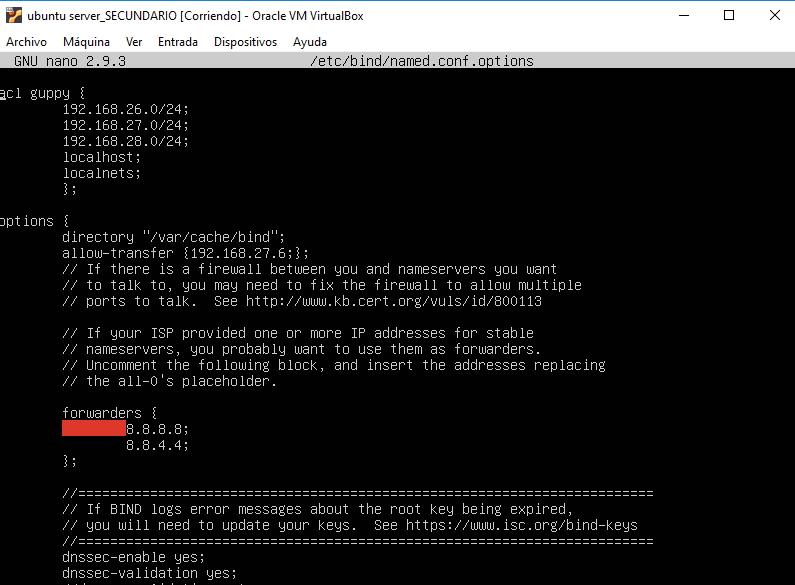 ubuntu server_SECUNDARIO [Corriendo] - Oracle VM VirtualBox
Archivo Máquina Ver Entrada Dispositivos Ayuda
GNU nano 2.9.3 /etc/bind/named.conf.options
acl guppy {
192.168.26.0/24;
192.168.27.0/24;
192.168.28.0/24;
localhost;
localnets;
};
options {
directory "/var/cache/bind";
allow-transfer {192.168.27.6;};
// If there is a firewall between you and nameservers you want
// to talk to, you may need to fix the firewall to allow multiple
// ports to talk.  See http://www.kb.cert.org/vuls/id/800113
// If your ISP provided one or more IP addresses for stable
// nameservers, you probably want to use them as forwarders.
// Uncomment the following block, and insert the addresses replacing
// the all-0's placeholder.
forwarders {
8.8.8.8;
8.8.4.4;
};
//========================================================================
// If BIND logs error messages about the root key being expired,
// you will need to update your keys.  See https://www.isc.org/bind-keys
//========================================================================
dnssec-enable yes;
dnssec-validation yes;